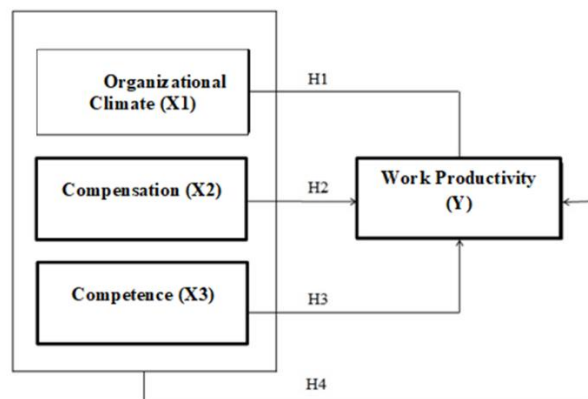 Organizational
Climate (X1)
H1
Compensation (X2)
H2
Work Productivity
(Y)
Competence (X3)
H3
H4